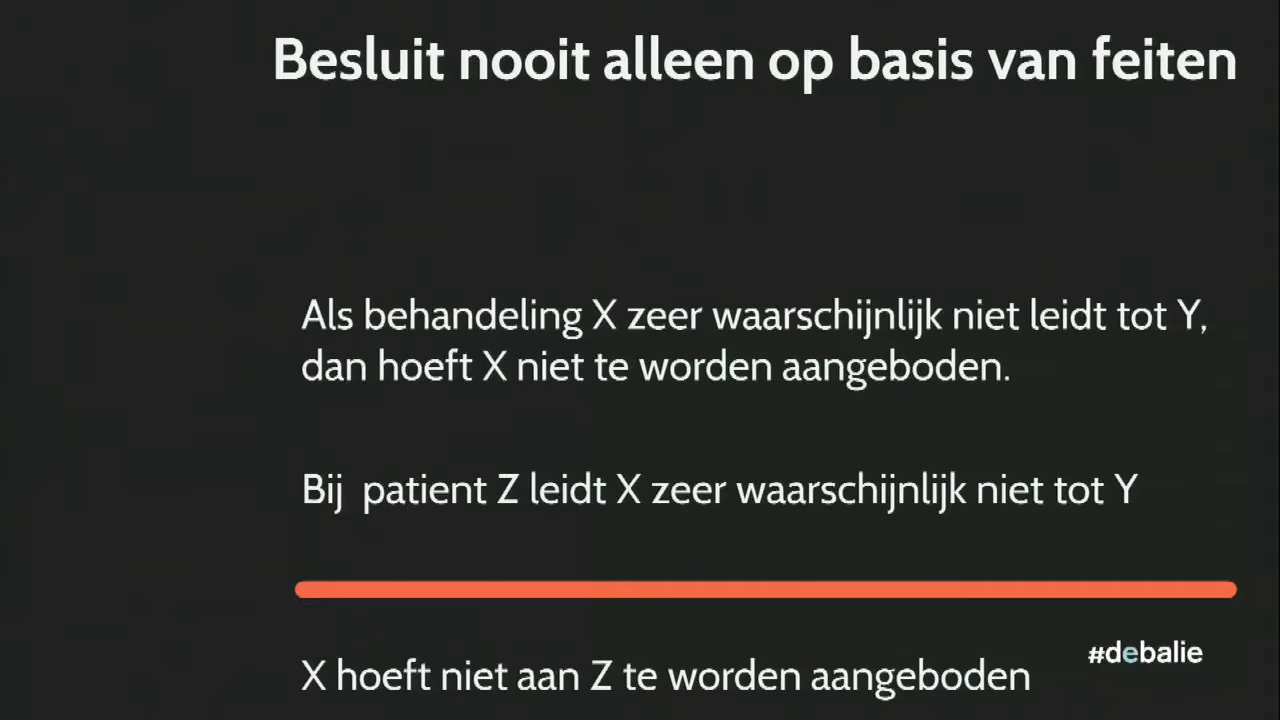 Besluit nooit alleen op basis van feiten
Als behandeling X zeer waarschijnlijk niet leidt tot Y,
dan hoeft X niet te worden aangeboden.
Bij patient Z leidt X zeer waarschijnlijk niet tot Y
#debalie
X hoeft niet aan Z te worden aangeboden